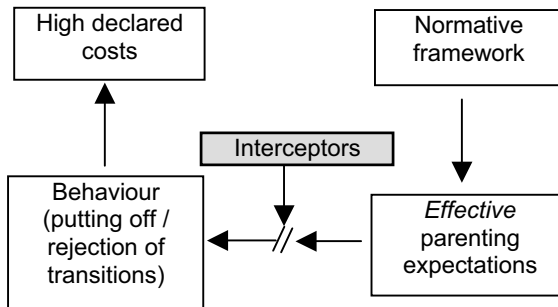 High declared
costs
Normative
framework
Interceptors
Behaviour
(putting off /
rejection of
transitions)
Effective
parenting
expectations